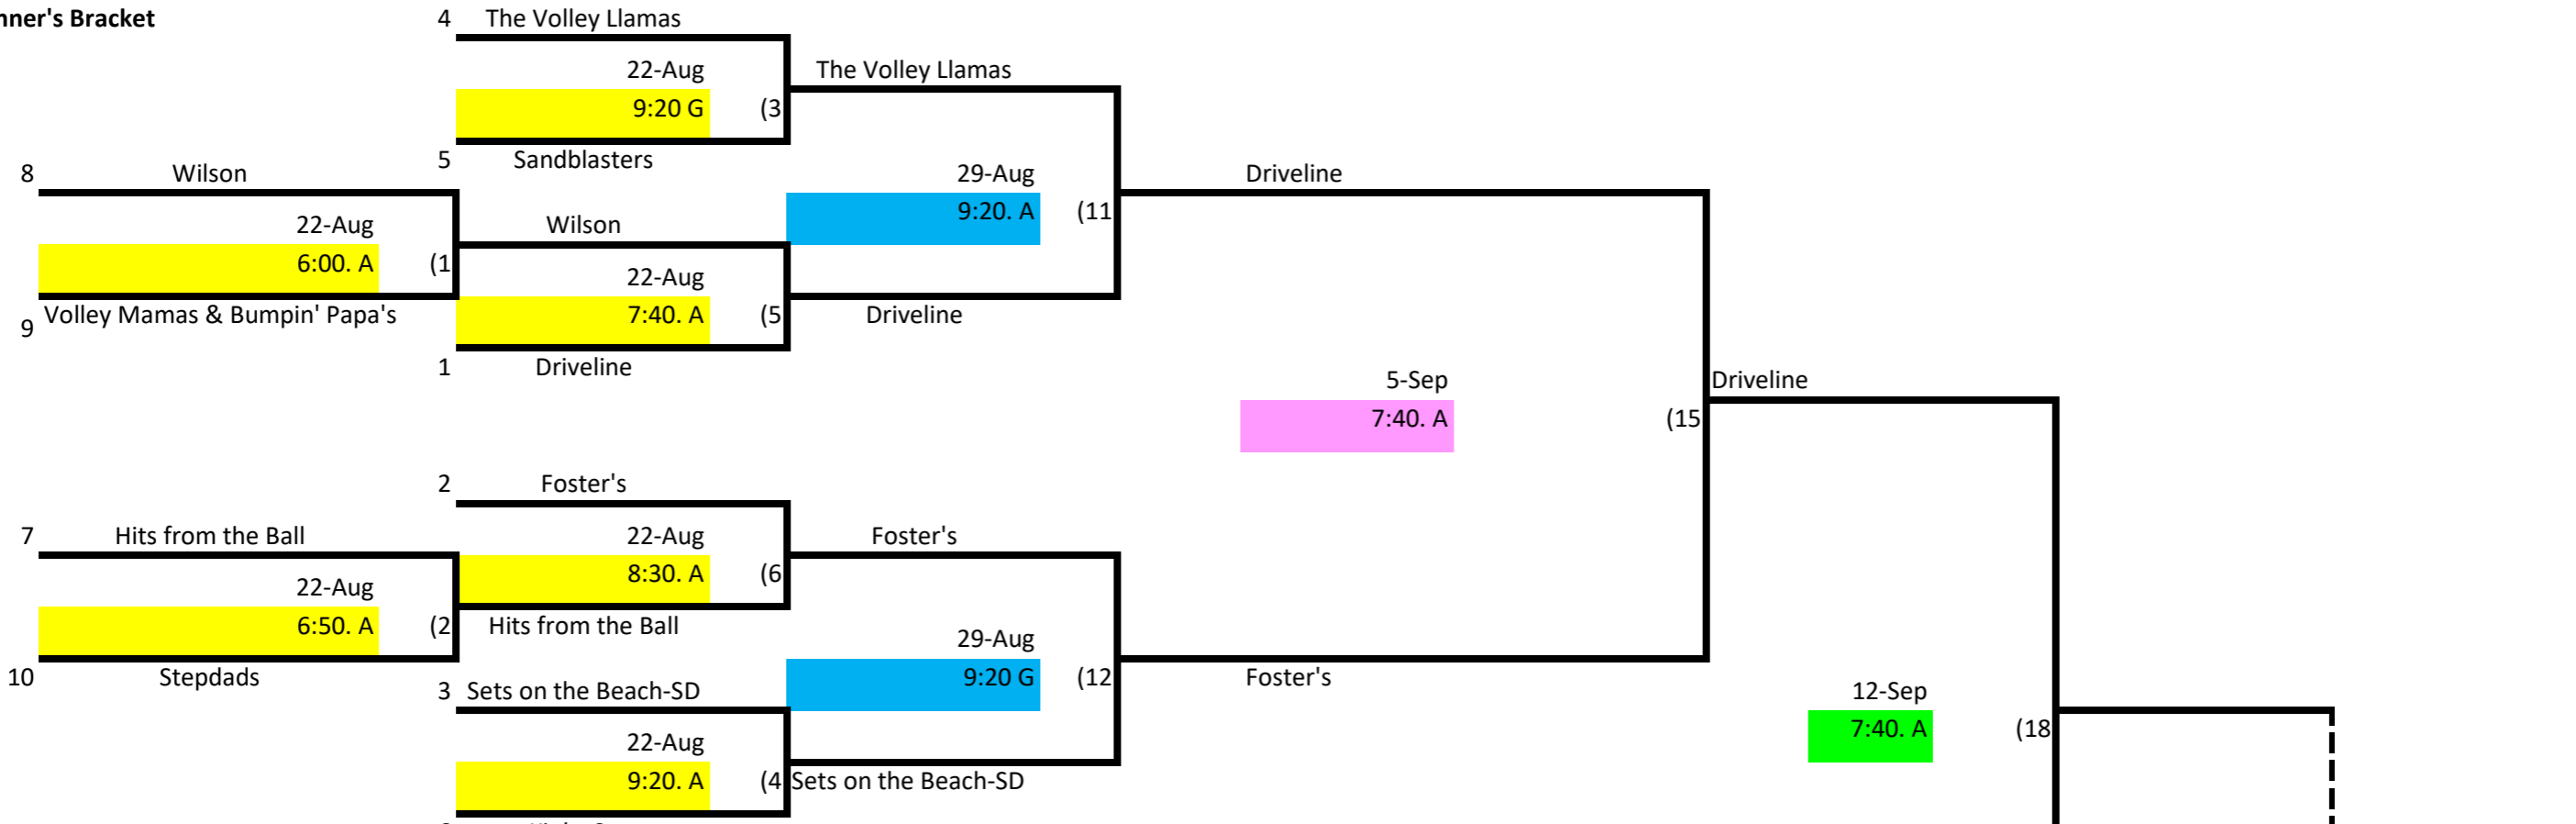 nner's Bracket
4 The Volley Llamas
22-Aug
The Volley Llamas
9:20 G (3
5 Sandblasters
8 Wilson
29-Aug
Driveline
22-Aug
Wilson
9:20. A (11
6:00. A (1
22-Aug
9 Volley Mamas & Bumpin' Papa's
7:40. A (5
Driveline
1 Driveline
5-Sep
Driveline
7:40. A (15
2 Foster's
7 Hits from the Ball
22-Aug
Foster's
8:30. A (6
22-Aug
6:50. A (2
Hits from the Ball
29-Aug
10 Stepdads
9:20 G (12
Foster's
3 Sets on the Beach-SD
12-Sep
22-Aug
7:40. A (18
9:20. A (4
Sets on the Beach-SD